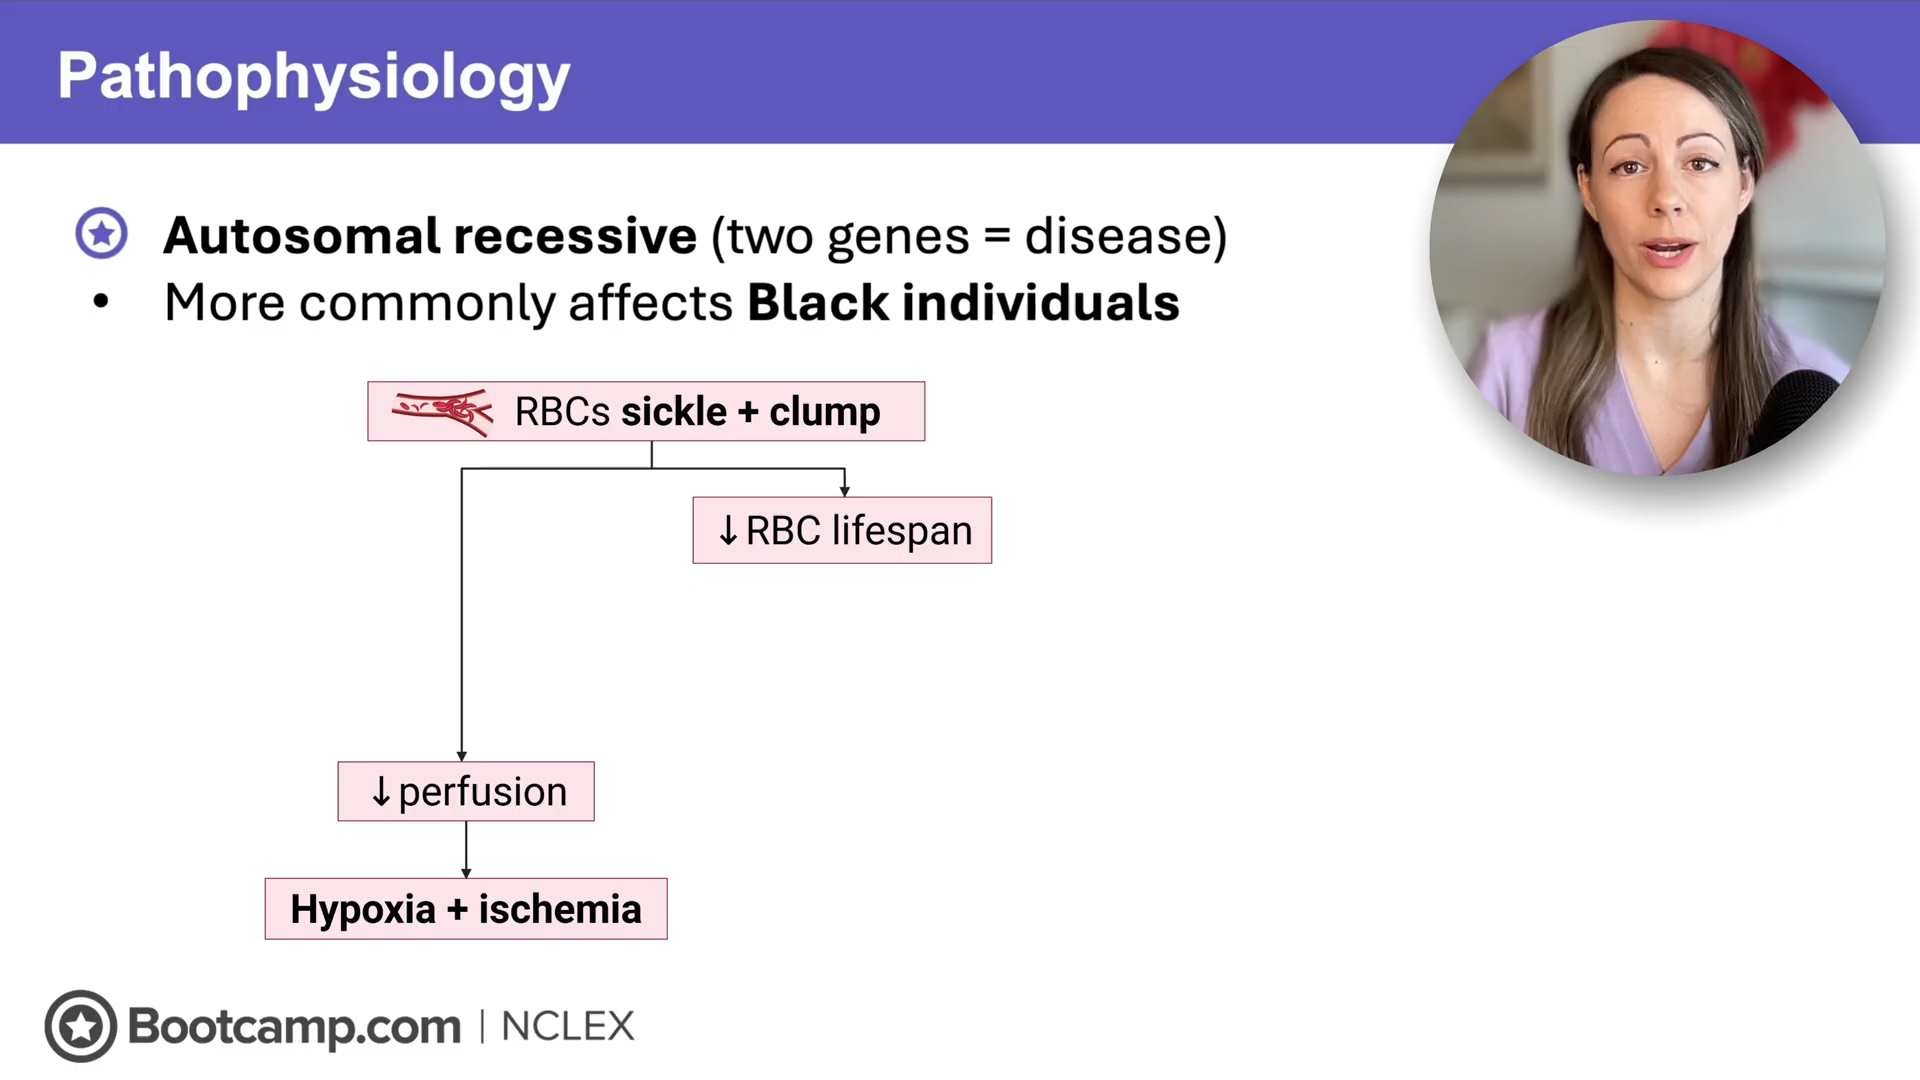 Pathophysiology
Autosomal recessive (two genes = disease)
• More commonly affects Black individuals
RBCs sickle + clump
↓RBC lifespan
↓perfusion
Hypoxia + ischemia
Bootcamp.com | NCLEX